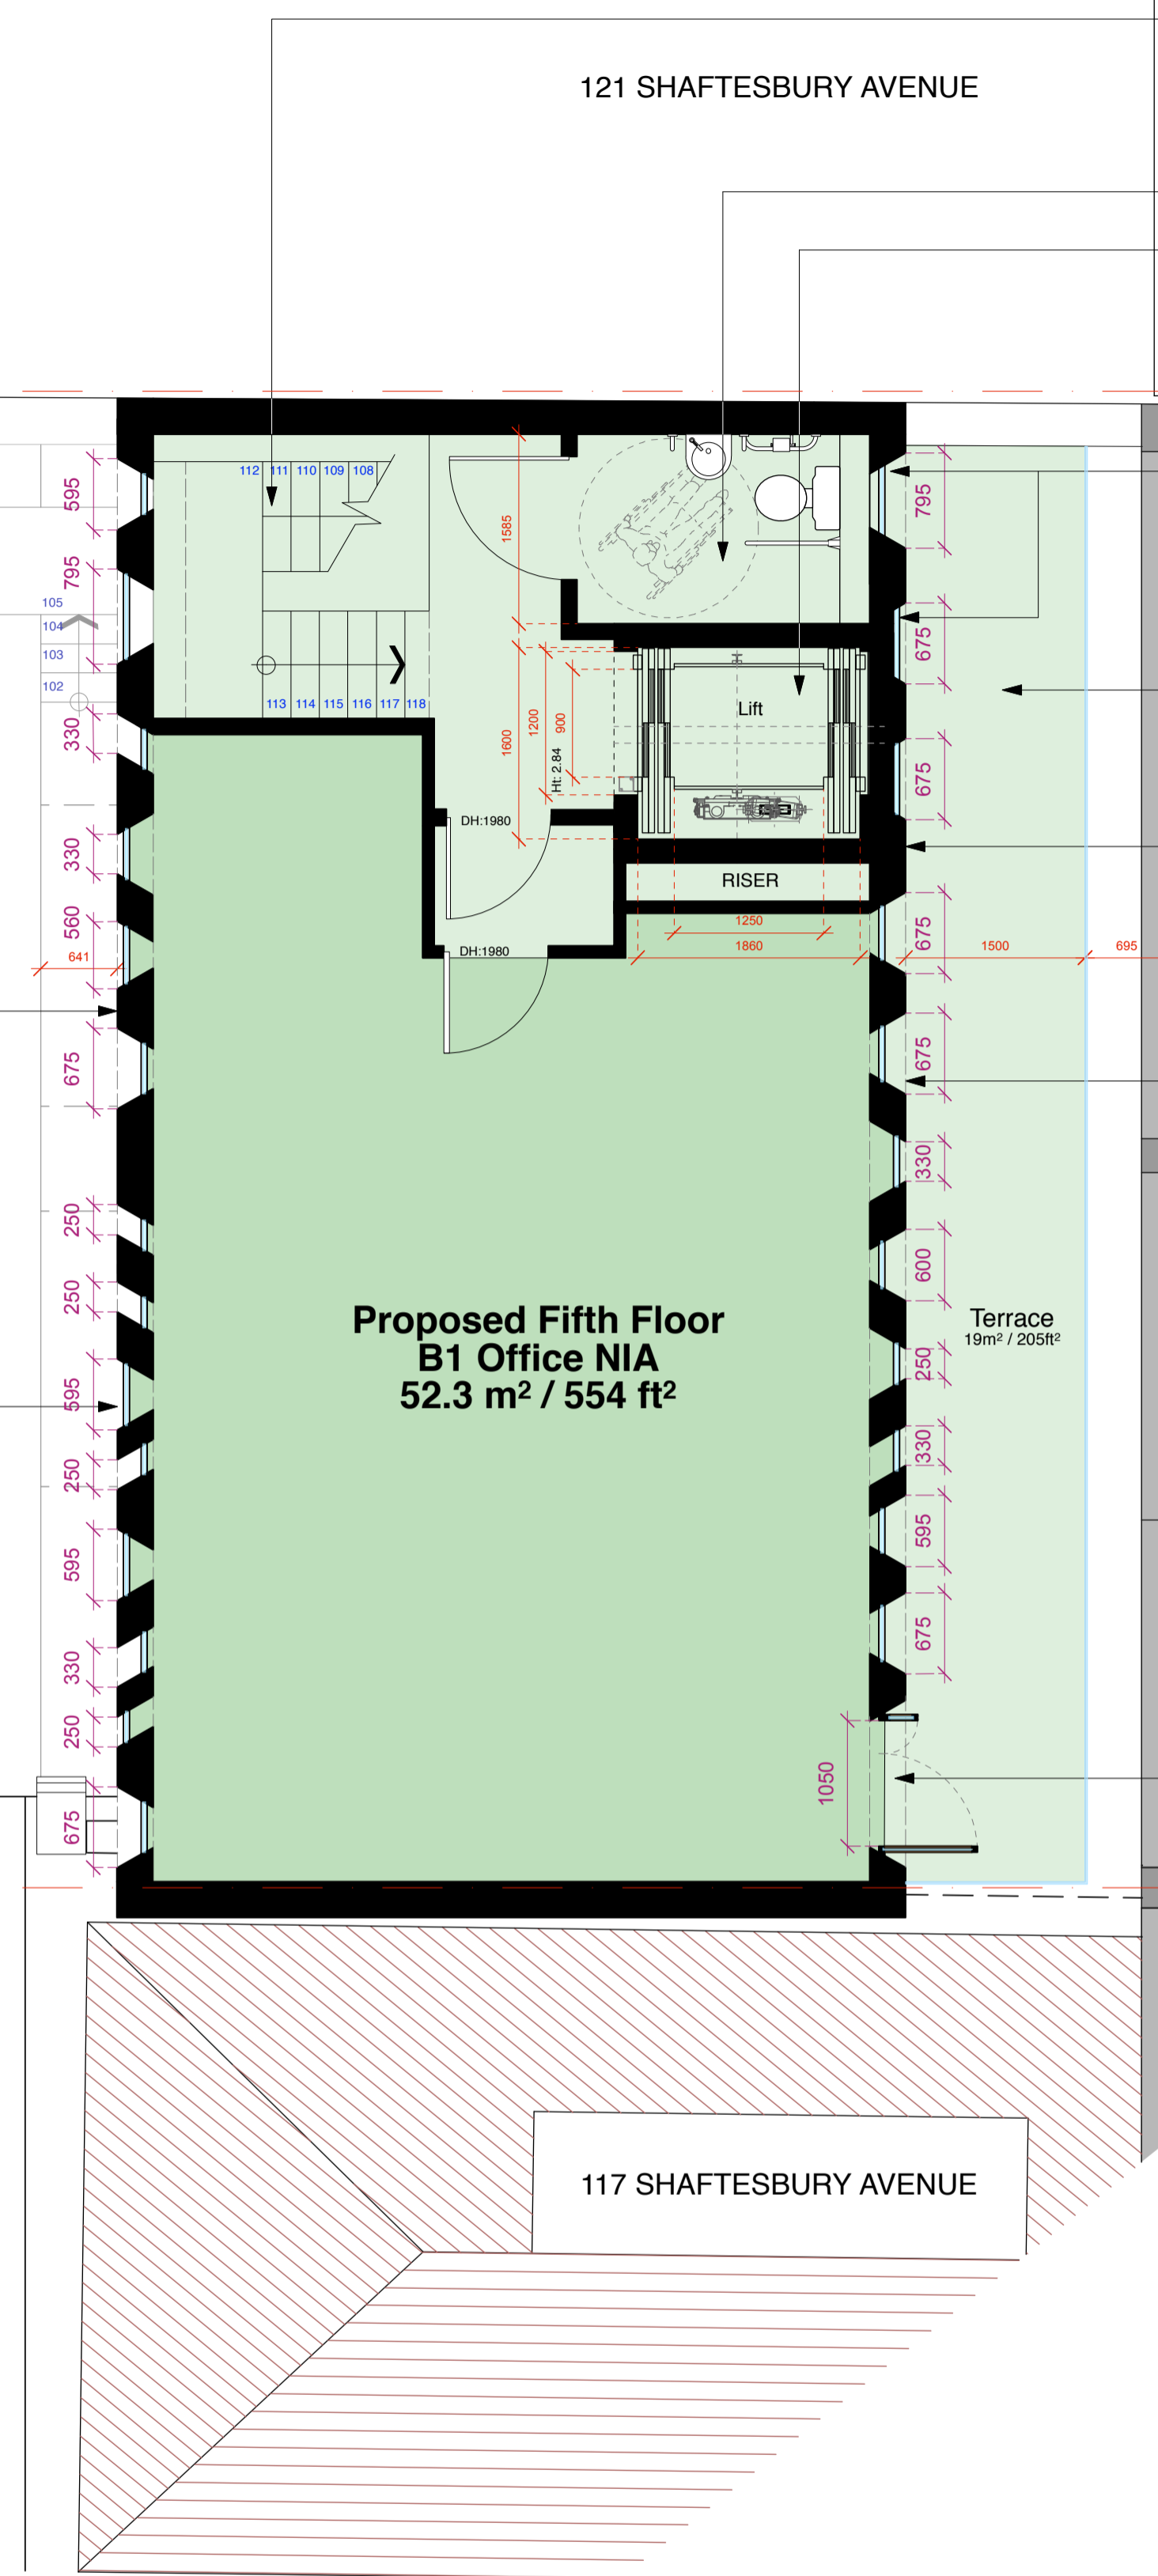 121 SHAFTESBURY AVENUE
112 111 110 109 108
595
1585
795
795
105
104
103
102
675
113 114 115 116 117 118
Lift
330
1600
1200
900
Ht: 2.84
675
DH:1980
330
RISER
560
1250
675
641
DH:1980
1860
1500
695
675
675
330
250
600
250
Proposed Fifth Floor
B1 Office NIA
52.3 m² / 554 ft²
Terrace
19m² / 205ft²
250
595
330
250
595
595
675
330
250
1050
675
117 SHAFTESBURY AVENUE